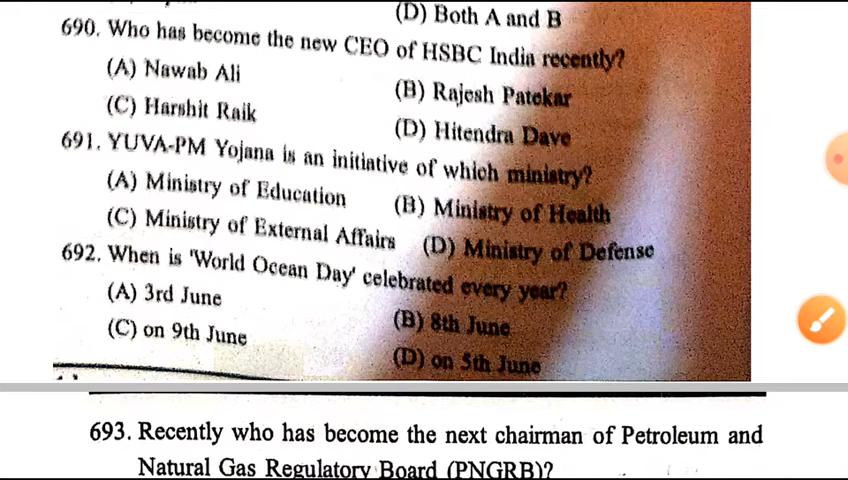 (D) Both A and B
690. Who has become the new CEO of HSBC India recently?
(A) Nawab Ali
(B) Rajesh Patekar
(C) Harshit Raik
(D) Hitendra Dave
691. YUVA-PM Yojana is an initiative of which ministry?
(A) Ministry of Education
(B) Ministry of Health
(C) Ministry of External Affairs
(D) Ministry of Defense
692. When is 'World Ocean Day' celebrated every year?
(A) 3rd June
(B) 8th June
(C) on 9th June
(D) on 5th June
693. Recently who has become the next chairman of Petroleum and
Natural Gas Regulatory Board (PNGRB)?